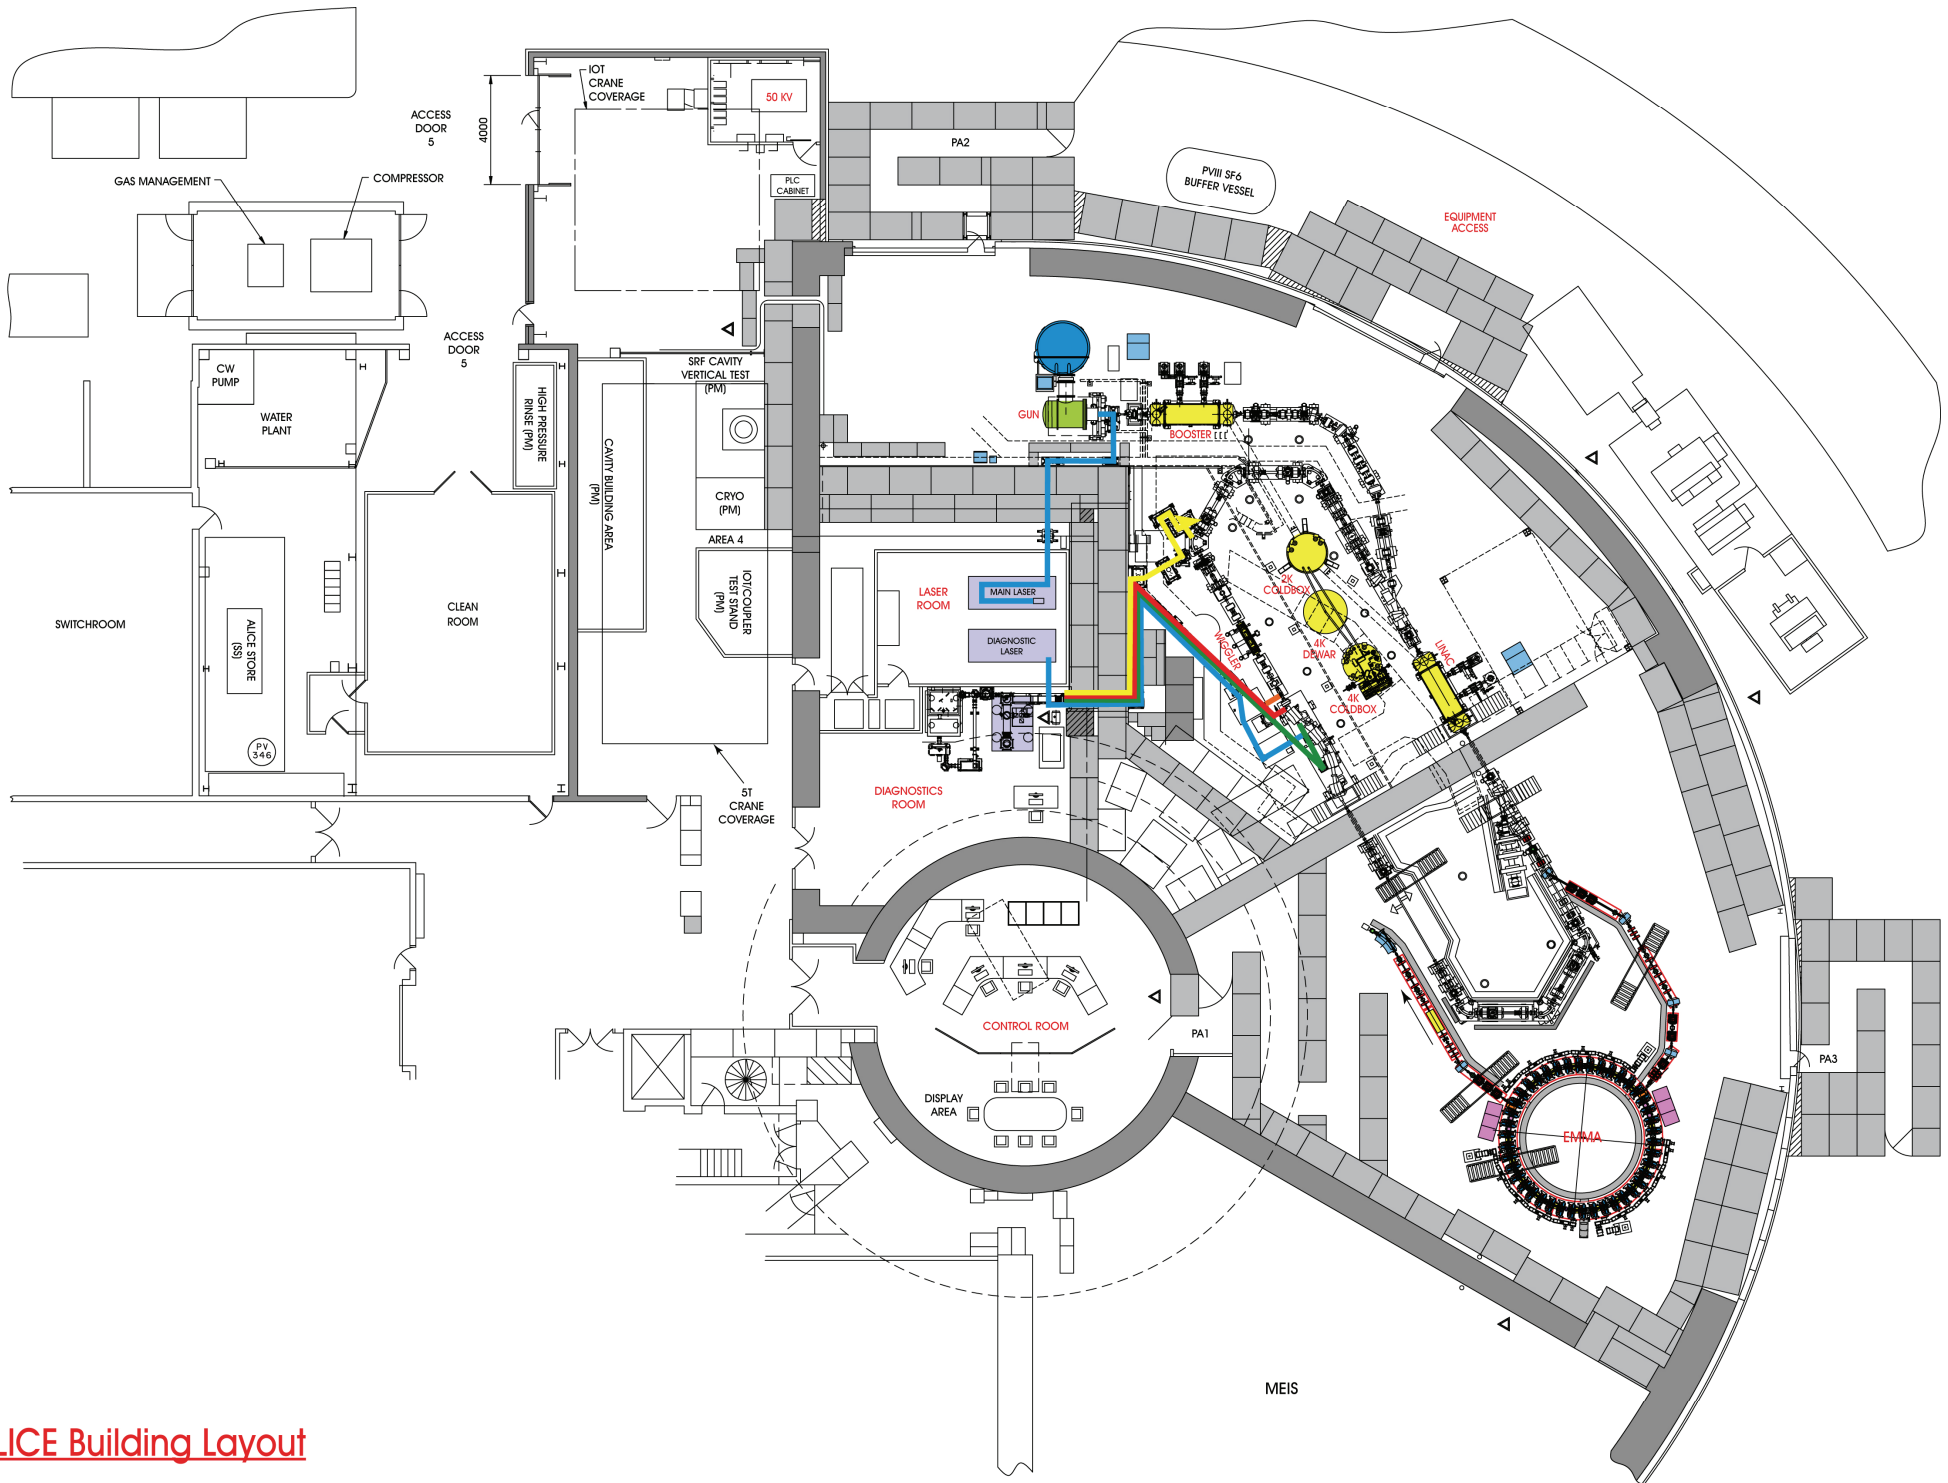 IOT
CRANE
COVERAGE
50 KV
ACCESS
DOOR
5
4000
PA2
PLC
CABINET
PVIII SF6
BUFFER VESSEL
EQUIPMENT
ACCESS
GAS MANAGEMENT
COMPRESSOR
ACCESS
DOOR
5
SRF CAVITY
VERTICAL TEST
(PM)
CW
PUMP
WATER
PLANT
HIGH PRESSURE
RINSE (PM)
CAVITY BUILDING AREA
(PM)
GUN
BOOSTER
CRYO
(PM)
AREA 4
IOT/COUPLER
TEST STAND
(PM)
LASER
ROOM
MAIN LASER
DIAGNOSTIC
LASER
2K
COLDBOX
4K
DEWAR
4K
COLDBOX
WIGGLER
LINAC
SWITCHROOM
ALICE STORE
(SS)
CLEAN
ROOM
PV
346
5T
CRANE
COVERAGE
DIAGNOSTICS
ROOM
CONTROL ROOM
PA1
PA3
DISPLAY
AREA
EMMA
MEIS
LICE Building Layout